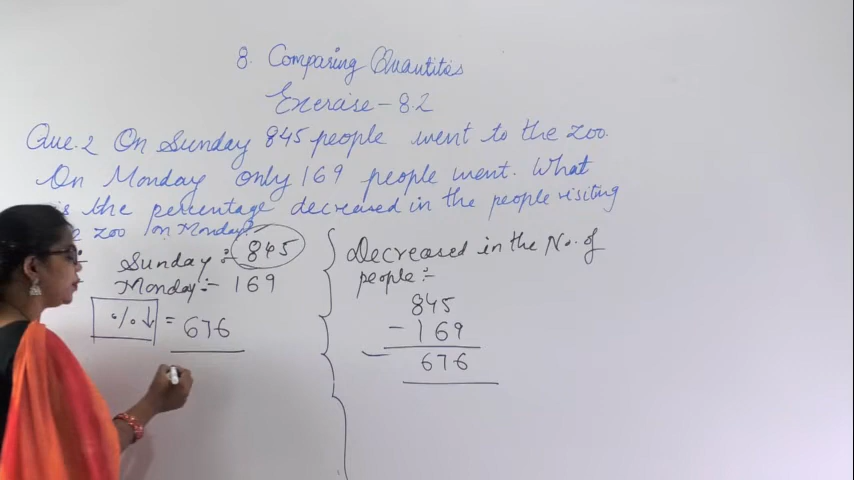 8. Comparing Quantities
Exercise - 8.2
Que. 2 On Sunday 845 people went to the zoo.
On Monday only 169 people went. What
is the percentage decreased in the people visiting
zoo on Monday?
Sunday :- 845
Monday :- 169
% ↓ = 676
Decreased in the No. of
people :-
845
- 169
676